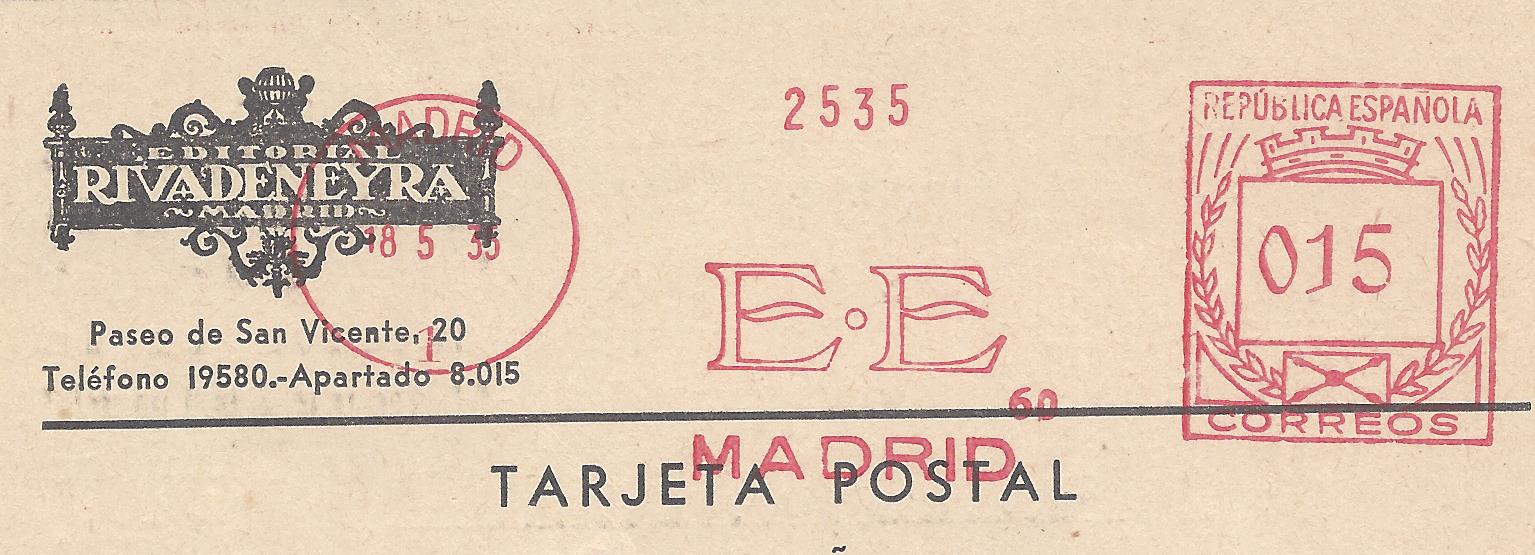 EDITORIAL
RIVADENEYRA
~MADRID~
Paseo de San Vicente, 20
Teléfono 19580.-Apartado 8.015
MADRID
18 5 35
1
2535
E·E
60
MADRID
REPÚBLICA ESPAÑOLA
015
CORREOS
TARJETA POSTAL